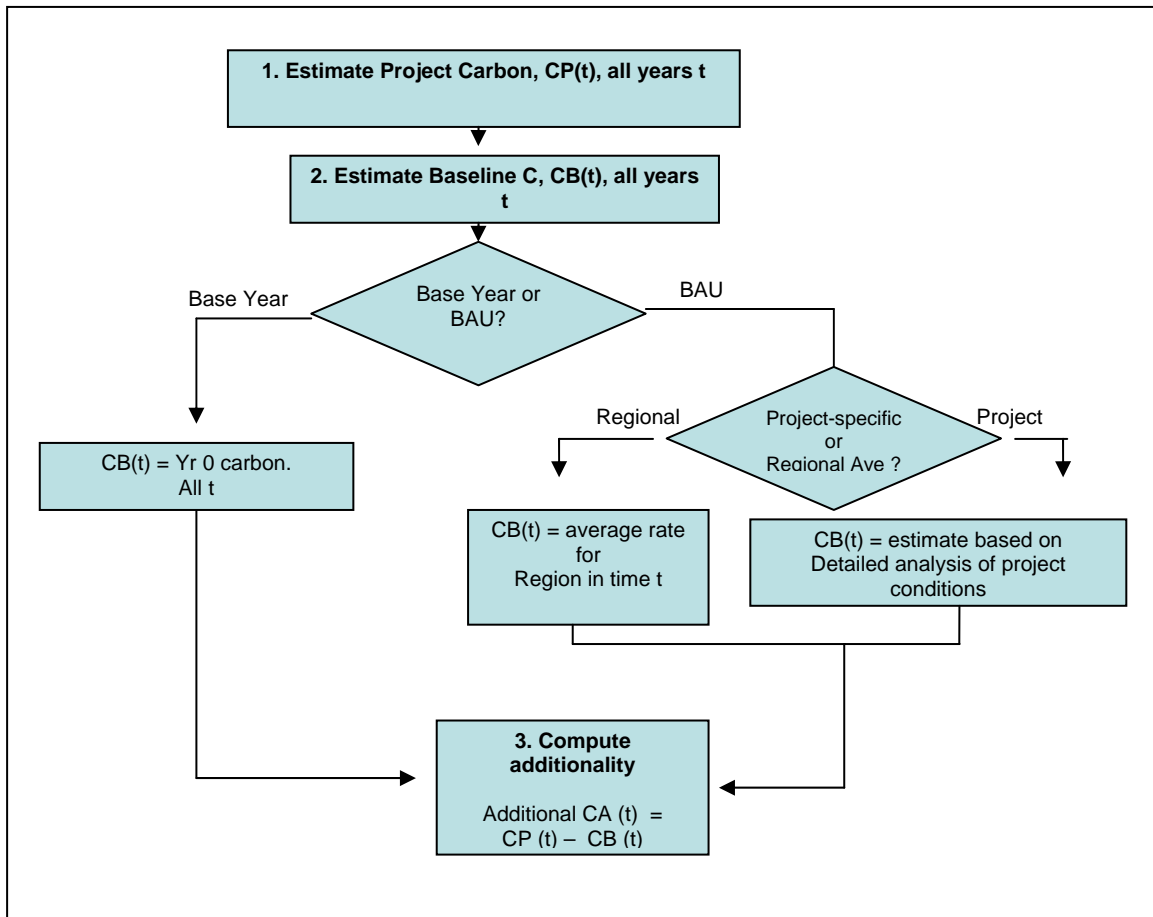 1. Estimate Project Carbon, CP(t), all years t
2. Estimate Baseline C, CB(t), all years
t
Base Year or
BAU?
Base Year
BAU
Project-specific
or
Regional Ave ?
Regional
Project
CB(t) = Yr 0 carbon.
All t
CB(t) = average rate
for
Region in time t
CB(t) = estimate based on
Detailed analysis of project
conditions
3. Compute
additionality
Additional CA (t) =
CP (t) – CB (t)